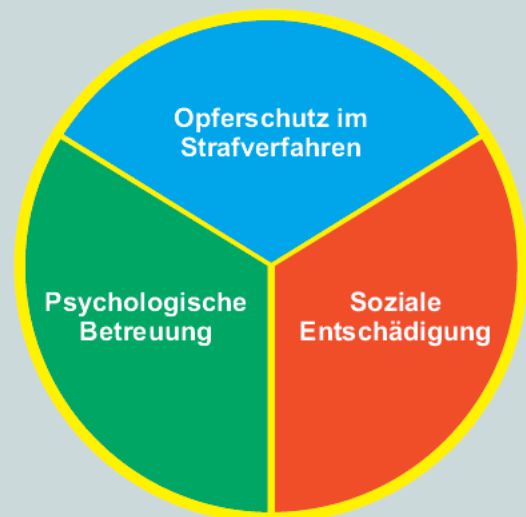 Opferschutz im
Strafverfahren
Psychologische
Betreuung
Soziale
Entschädigung